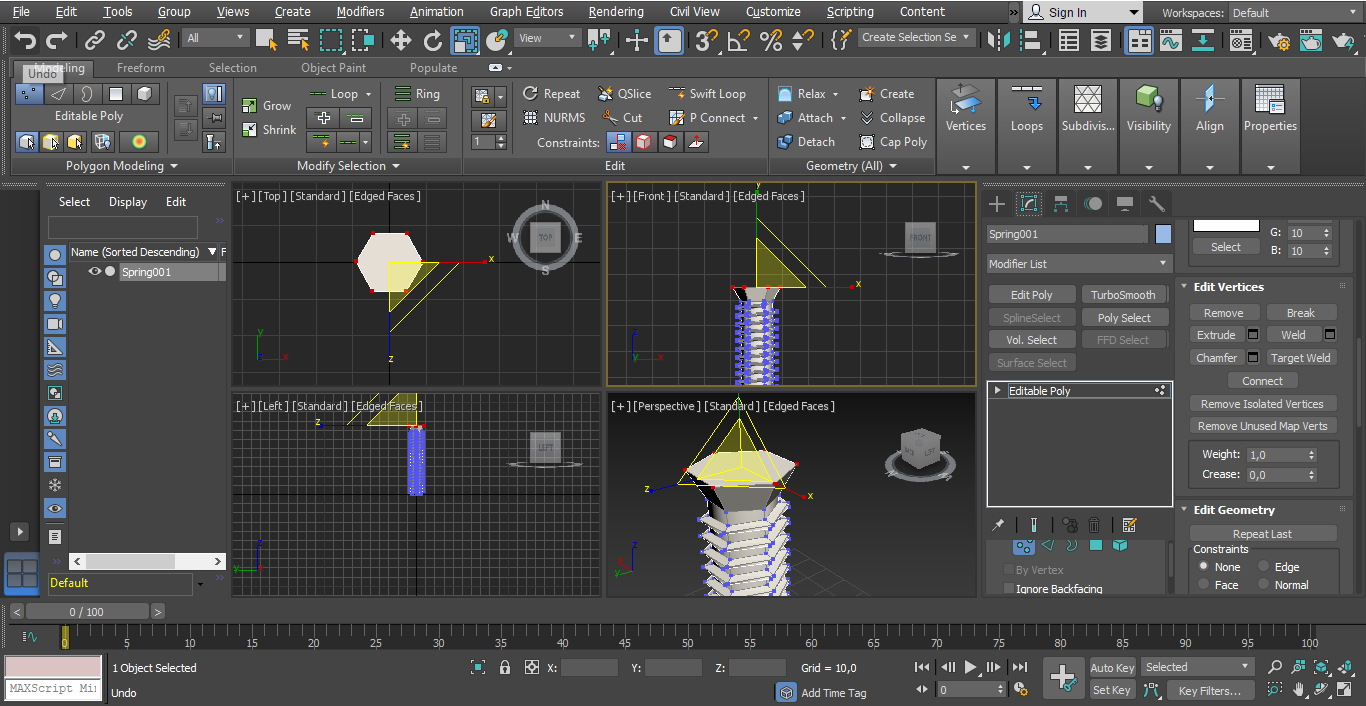 File Edit Tools Group Views Create Modifiers Animation Graph Editors Rendering Civil View Customize Scripting Content Sign In Workspaces: Default
All View Create Selection Se
Modeling Freeform Selection Object Paint Populate
Undo
Editable Poly
Polygon Modeling
Grow
Shrink
Loop
Ring
Modify Selection
1
Repeat QSlice Swift Loop
NURMS Cut P Connect
Constraints:
Edit
Relax Create
Attach Collapse
Detach Cap Poly
Geometry (All)
Vertices Loops Subdivis... Visibility Align Properties
Select Display Edit
Name (Sorted Descending) F
Spring001
Default
[+] [Top] [Standard] [Edged Faces]
N
W TOP E
S
x
y
x
z
z
[+] [Front] [Standard] [Edged Faces]
y
FRONT
x
z
y
x
[+] [Left] [Standard] [Edged Faces]
z
LEFT
z
y
[+] [Perspective] [Standard] [Edged Faces]
z
x
z
y
Spring001
Modifier List
Edit Poly TurboSmooth
SplineSelect Poly Select
Vol. Select FFD Select
Surface Select
Editable Poly
By Vertex
Ignore Backfacing
G: 10
Select
B: 10
Edit Vertices
Remove Break
Extrude Weld
Chamfer Target Weld
Connect
Remove Isolated Vertices
Remove Unused Map Verts
Weight: 1,0
Crease: 0,0
Edit Geometry
Repeat Last
Constraints
None Edge
Face Normal
< 0 / 100 >
0 5 10 15 20 25 30 35 40 45 50 55 60 65 70 75 80 85 90 95 100
1 Object Selected
X: Y: Z: Grid = 10,0
Auto Key Selected
MAXScript Mi
Undo
Add Time Tag
0
Set Key Key Filters...